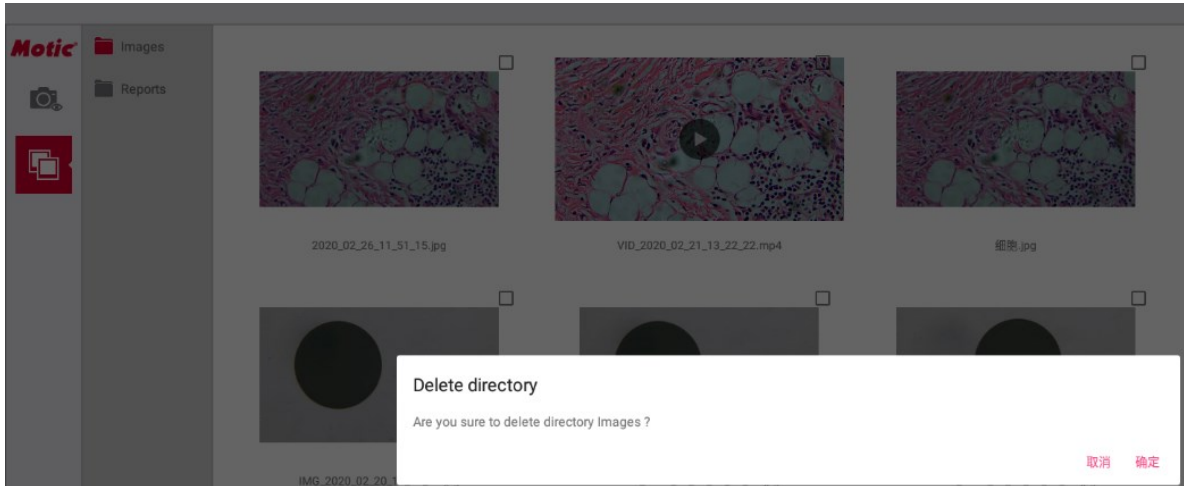 Motic
Images
Reports
2020_02_26_11_51_15.jpg
VID_2020_02_21_13_22_22.mp4
细胞.jpg
Delete directory
Are you sure to delete directory Images ?
取消
确定
IMG_2020_02_20_1